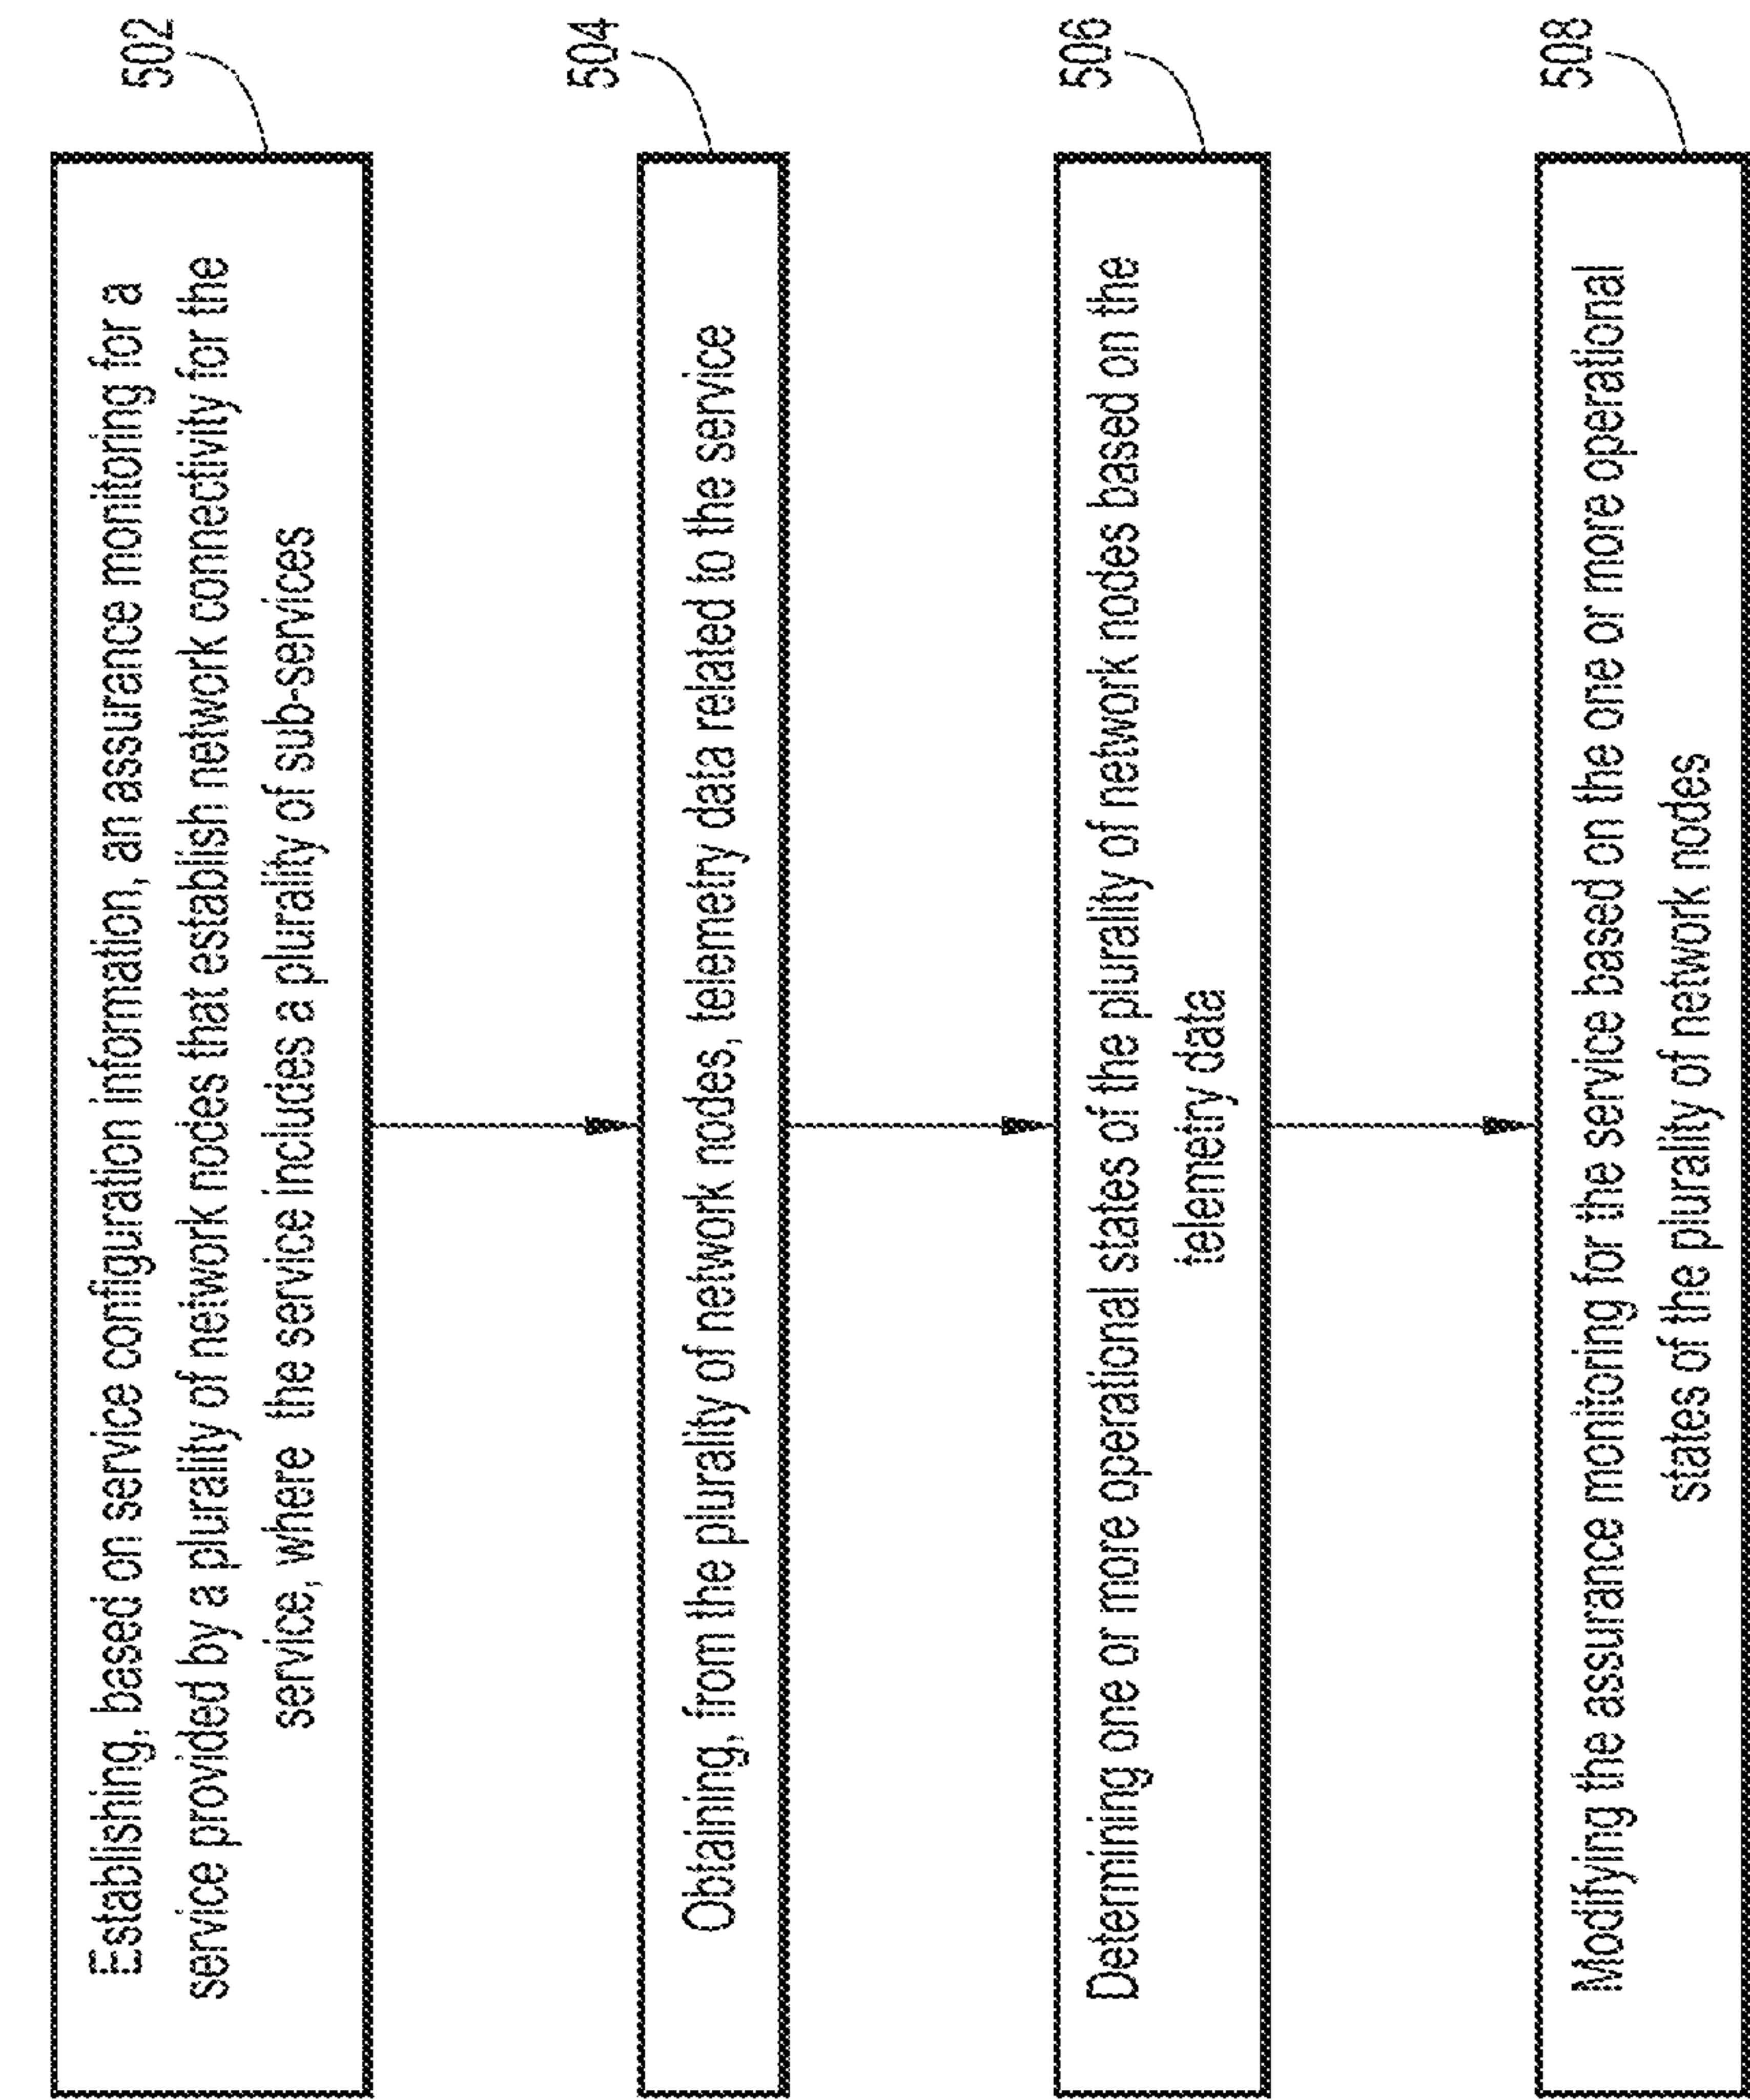 502
Establishing, based on service configuration information, an assurance monitoring for a
service provided by a plurality of network nodes that establish network connectivity for the
service, where the service includes a plurality of sub-services
504
Obtaining, from the plurality of network nodes, telemetry data related to the service
506
Determining one or more operational states of the plurality of network nodes based on the
telemetry data
508
Modifying the assurance monitoring for the service based on the one or more operational
states of the plurality of network nodes